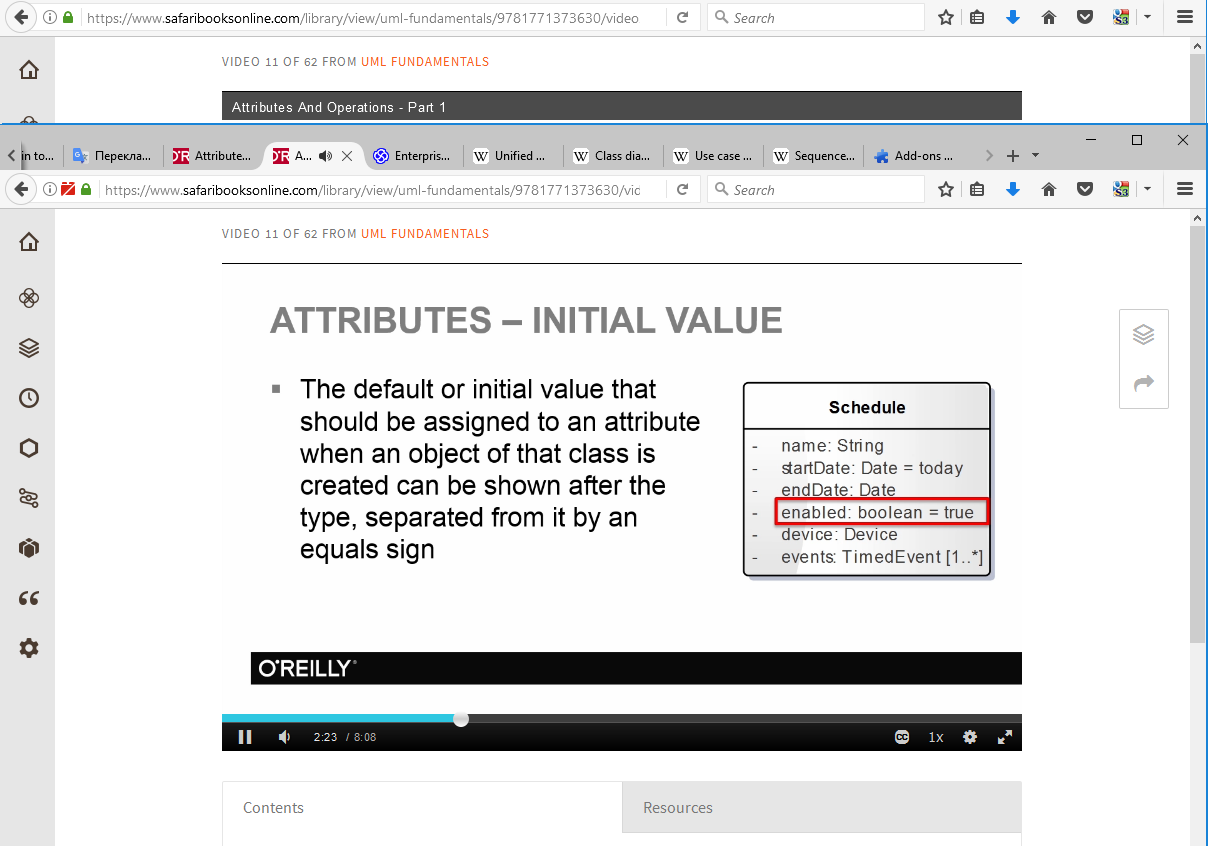 https://www.safaribooksonline.com/library/view/uml-fundamentals/9781771373630/video
Search
VIDEO 11 OF 62 FROM UML FUNDAMENTALS
Attributes And Operations - Part 1
in to...
Перекла...
Attribute...
A...
Enterpris...
Unified ...
Class dia...
Use case ...
Sequence...
Add-ons ...
https://www.safaribooksonline.com/library/view/uml-fundamentals/9781771373630/vid
Search
VIDEO 11 OF 62 FROM UML FUNDAMENTALS
ATTRIBUTES – INITIAL VALUE
The default or initial value that
should be assigned to an attribute
when an object of that class is
created can be shown after the
type, separated from it by an
equals sign
Schedule
- name: String
- startDate: Date = today
- endDate: Date
- enabled: boolean = true
- device: Device
- events: TimedEvent [1..*]
O'REILLY®
2:23 / 8:08
CC
1x
Contents
Resources